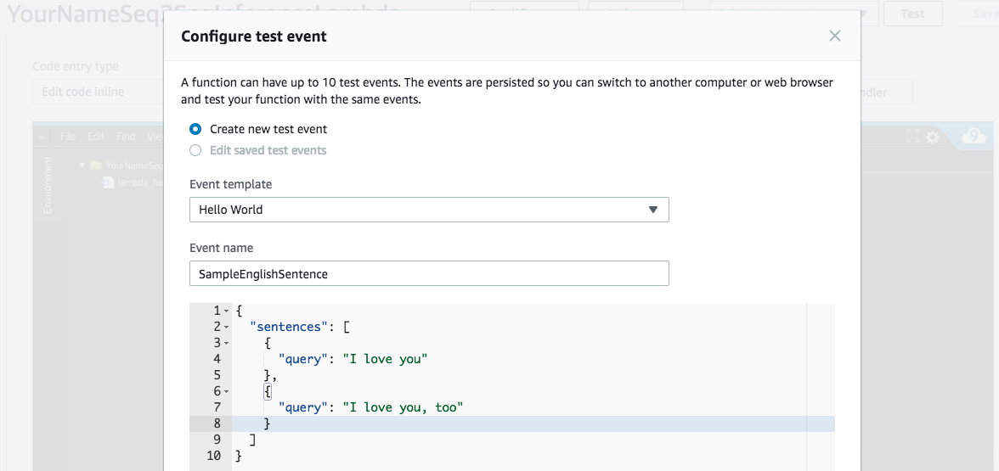 YourNameSeq2SeqInferenceLambda
Test
Save
Configure test event
Code entry type
Edit code inline
A function can have up to 10 test events. The events are persisted so you can switch to another computer or web browser
and test your function with the same events.
Create new test event
Edit saved test events
File Edit Find
Environment
YourNameSeq
lambda_fu
Event template
Hello World
Event name
SampleEnglishSentence
1 {
2 "sentences": [
3 {
4 "query": "I love you"
5 },
6 {
7 "query": "I love you, too"
8 }
9 ]
10 }